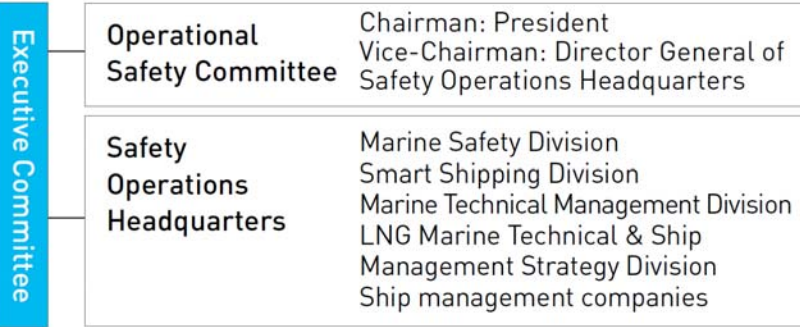 Executive Committee
Operational
Safety Committee
Chairman: President
Vice-Chairman: Director General of
Safety Operations Headquarters
Safety
Operations
Headquarters
Marine Safety Division
Smart Shipping Division
Marine Technical Management Division
LNG Marine Technical & Ship
Management Strategy Division
Ship management companies